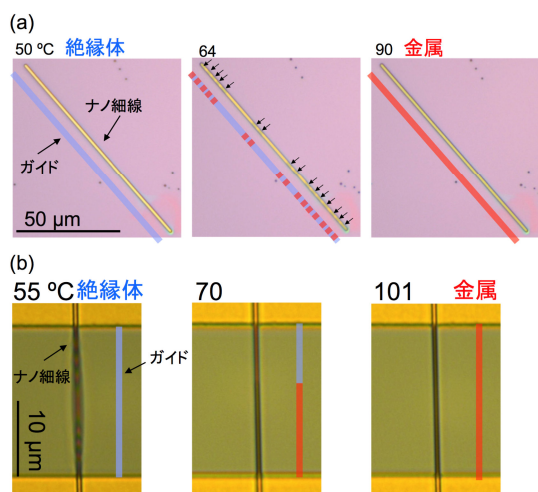 (a)
50 ºC 絶縁体
64
90 金属
ナノ細線
ガイド
50 µm
(b)
55 ºC 絶縁体
70
101 金属
ガイド
ナノ細線
10 µm